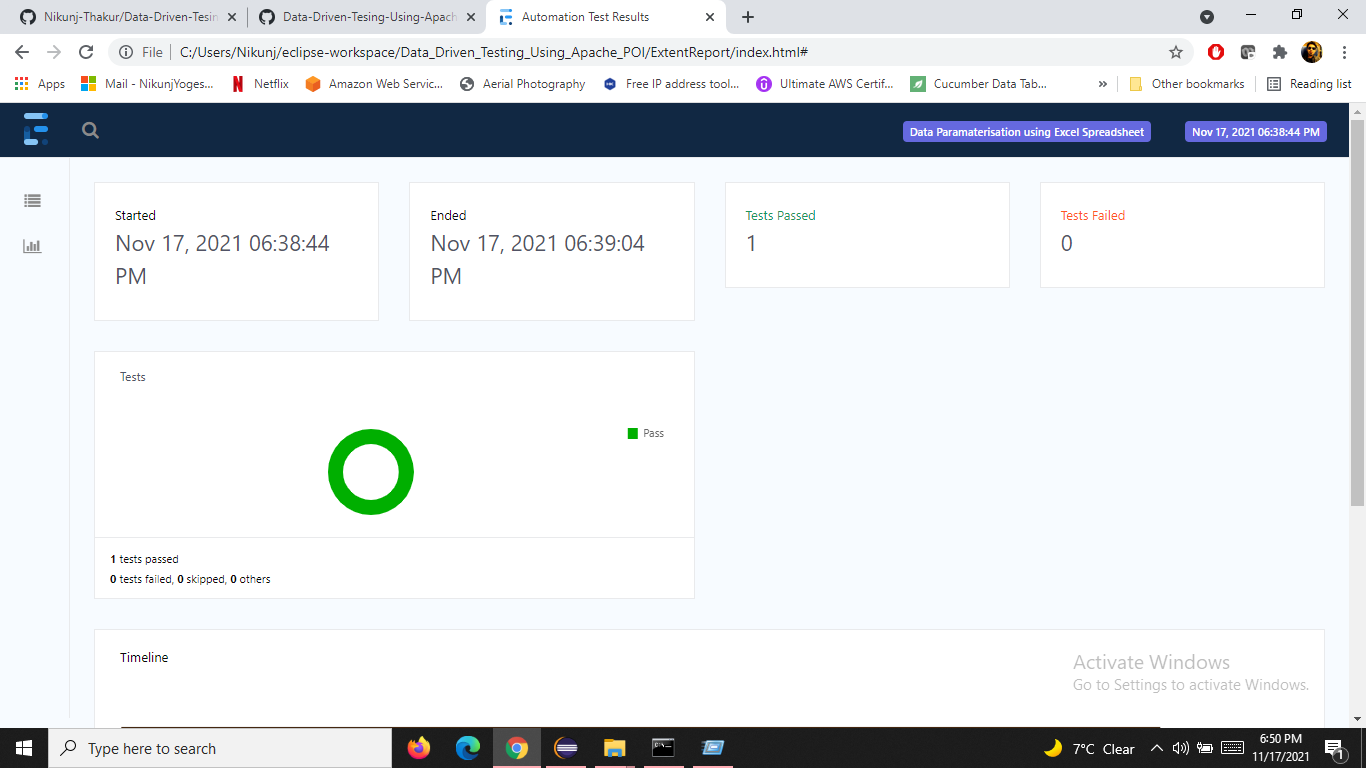 Nikunj-Thakur/Data-Driven-Tesin
Data-Driven-Tesing-Using-Apach
Automation Test Results
File
C:/Users/Nikunj/eclipse-workspace/Data_Driven_Testing_Using_Apache_POI/ExtentReport/index.html#
Apps
Mail - NikunjYoges...
Netflix
Amazon Web Servic...
Aerial Photography
Free IP address tool...
Ultimate AWS Certif...
Cucumber Data Tab...
»
Other bookmarks
Reading list
Data Paramaterisation using Excel Spreadsheet
Nov 17, 2021 06:38:44 PM
Started
Nov 17, 2021 06:38:44
PM
Ended
Nov 17, 2021 06:39:04
PM
Tests Passed
1
Tests Failed
0
Tests
Pass
1 tests passed
0 tests failed, 0 skipped, 0 others
Timeline
Activate Windows
Go to Settings to activate Windows.
Type here to search
7°C Clear
6:50 PM
11/17/2021
1